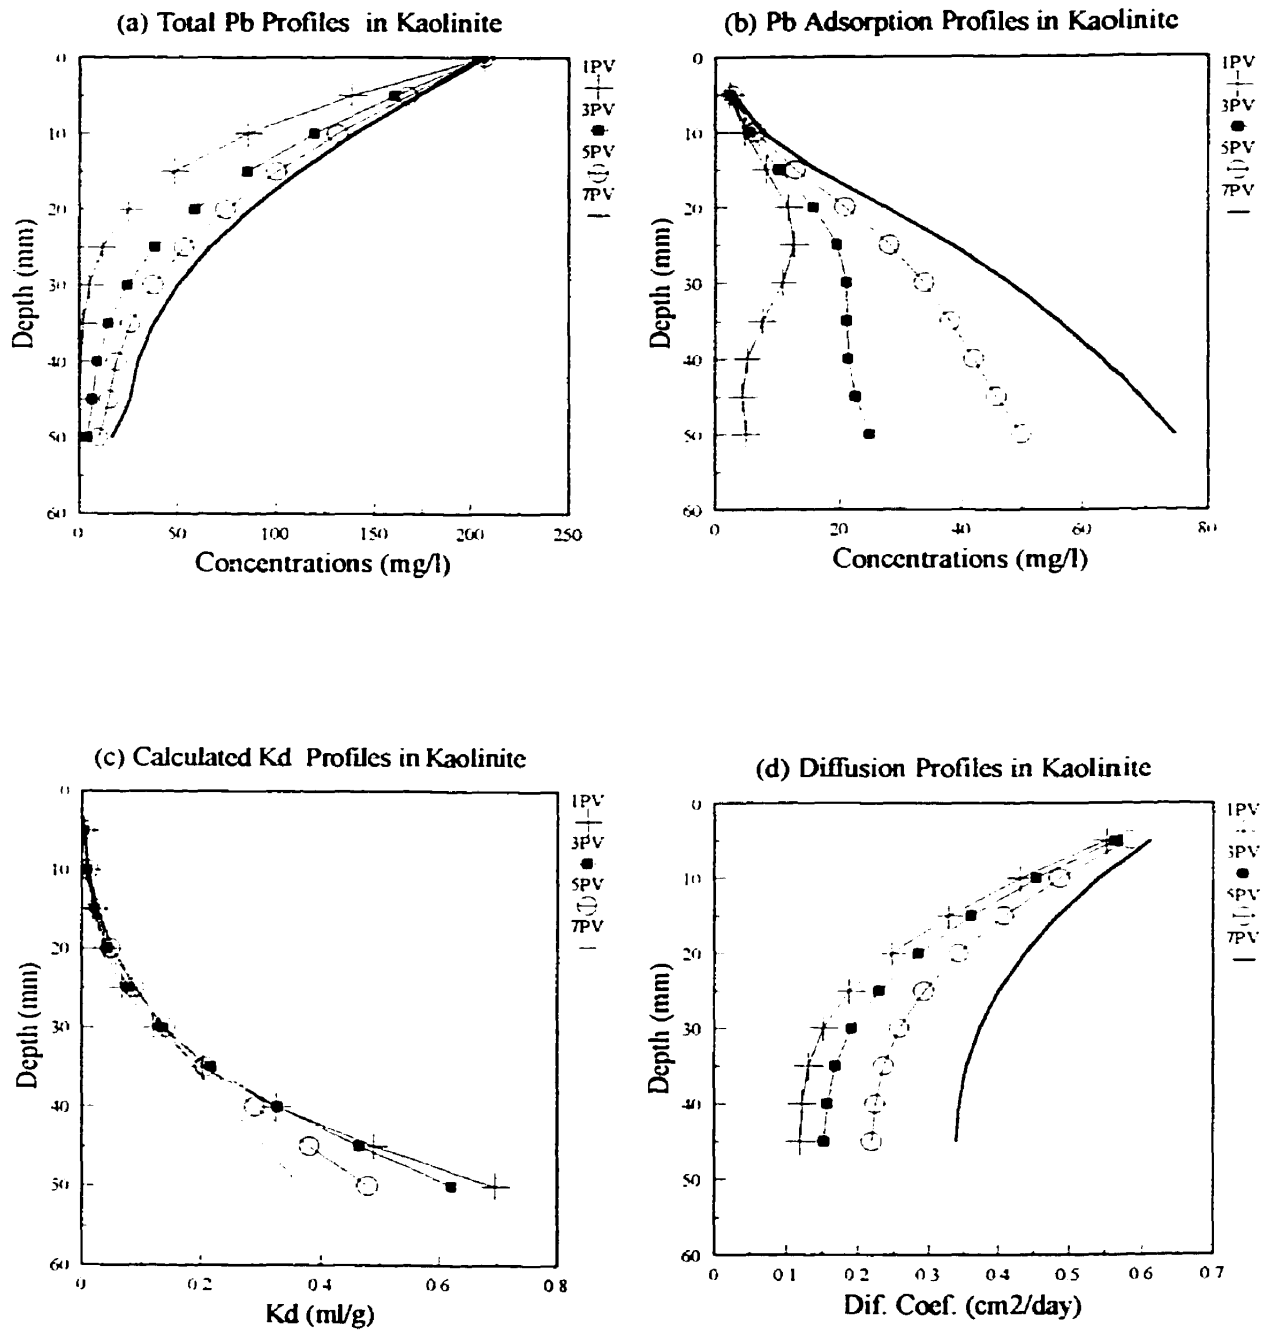 (a) Total Pb Profiles in Kaolinite
1PV
3PV
5PV
7PV
0
10
20
30
40
50
60
Depth (mm)
0 50 100 150 200 250
Concentrations (mg/l)
(b) Pb Adsorption Profiles in Kaolinite
1PV
3PV
5PV
7PV
0
10
20
30
40
50
60
Depth (mm)
0 20 40 60 80
Concentrations (mg/l)
(c) Calculated Kd Profiles in Kaolinite
1PV
3PV
5PV
7PV
0
10
20
30
40
50
60
Depth (mm)
0 0.2 0.4 0.6 0.8
Kd (ml/g)
(d) Diffusion Profiles in Kaolinite
1PV
3PV
5PV
7PV
0
10
20
30
40
50
60
Depth (mm)
0 0.1 0.2 0.3 0.4 0.5 0.6 0.7
Dif. Coef. (cm2/day)